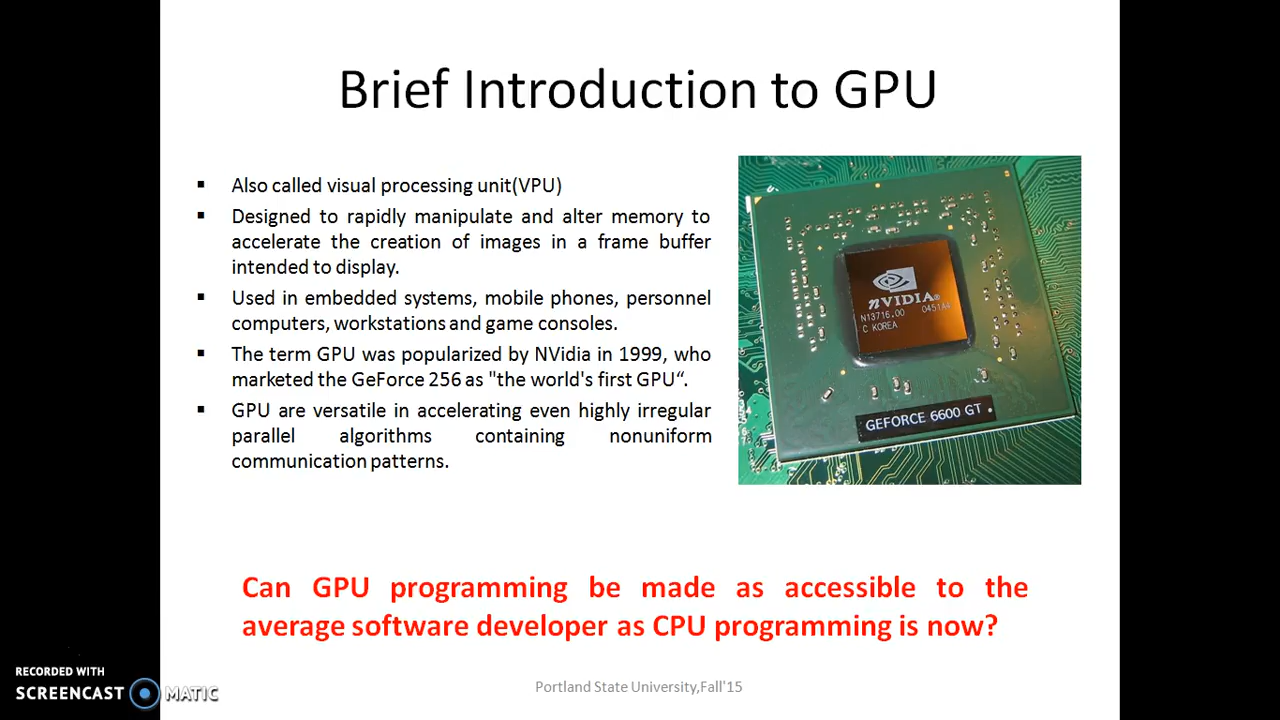 Brief Introduction to GPU
▪ Also called visual processing unit(VPU)
▪ Designed to rapidly manipulate and alter memory to
accelerate the creation of images in a frame buffer
intended to display.
▪ Used in embedded systems, mobile phones, personnel
computers, workstations and game consoles.
▪ The term GPU was popularized by NVidia in 1999, who
marketed the GeForce 256 as "the world's first GPU“.
▪ GPU are versatile in accelerating even highly irregular
parallel algorithms containing nonuniform
communication patterns.
nVIDIA®
N13716.00 0451A4
C KOREA
GEFORCE 6600 GT
Can GPU programming be made as accessible to the
average software developer as CPU programming is now?
Portland State University,Fall'15
RECORDED WITH
SCREENCAST MATIC